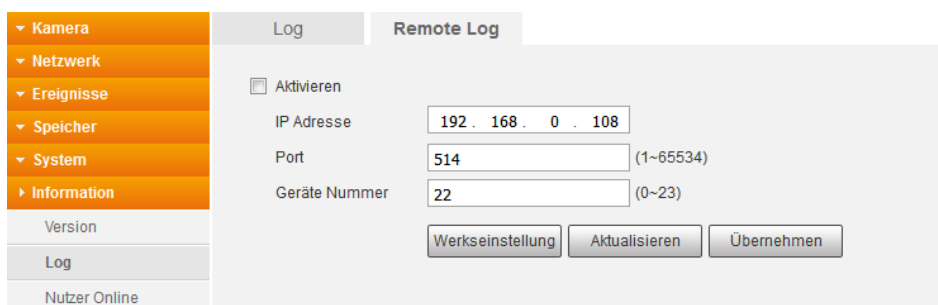 Kamera
Netzwerk
Ereignisse
Speicher
System
Information
Version
Log
Nutzer Online
Log Remote Log
Aktivieren
IP Adresse 192 . 168 . 0 . 108
Port 514 (1~65534)
Geräte Nummer 22 (0~23)
Werkseinstellung Aktualisieren Übernehmen